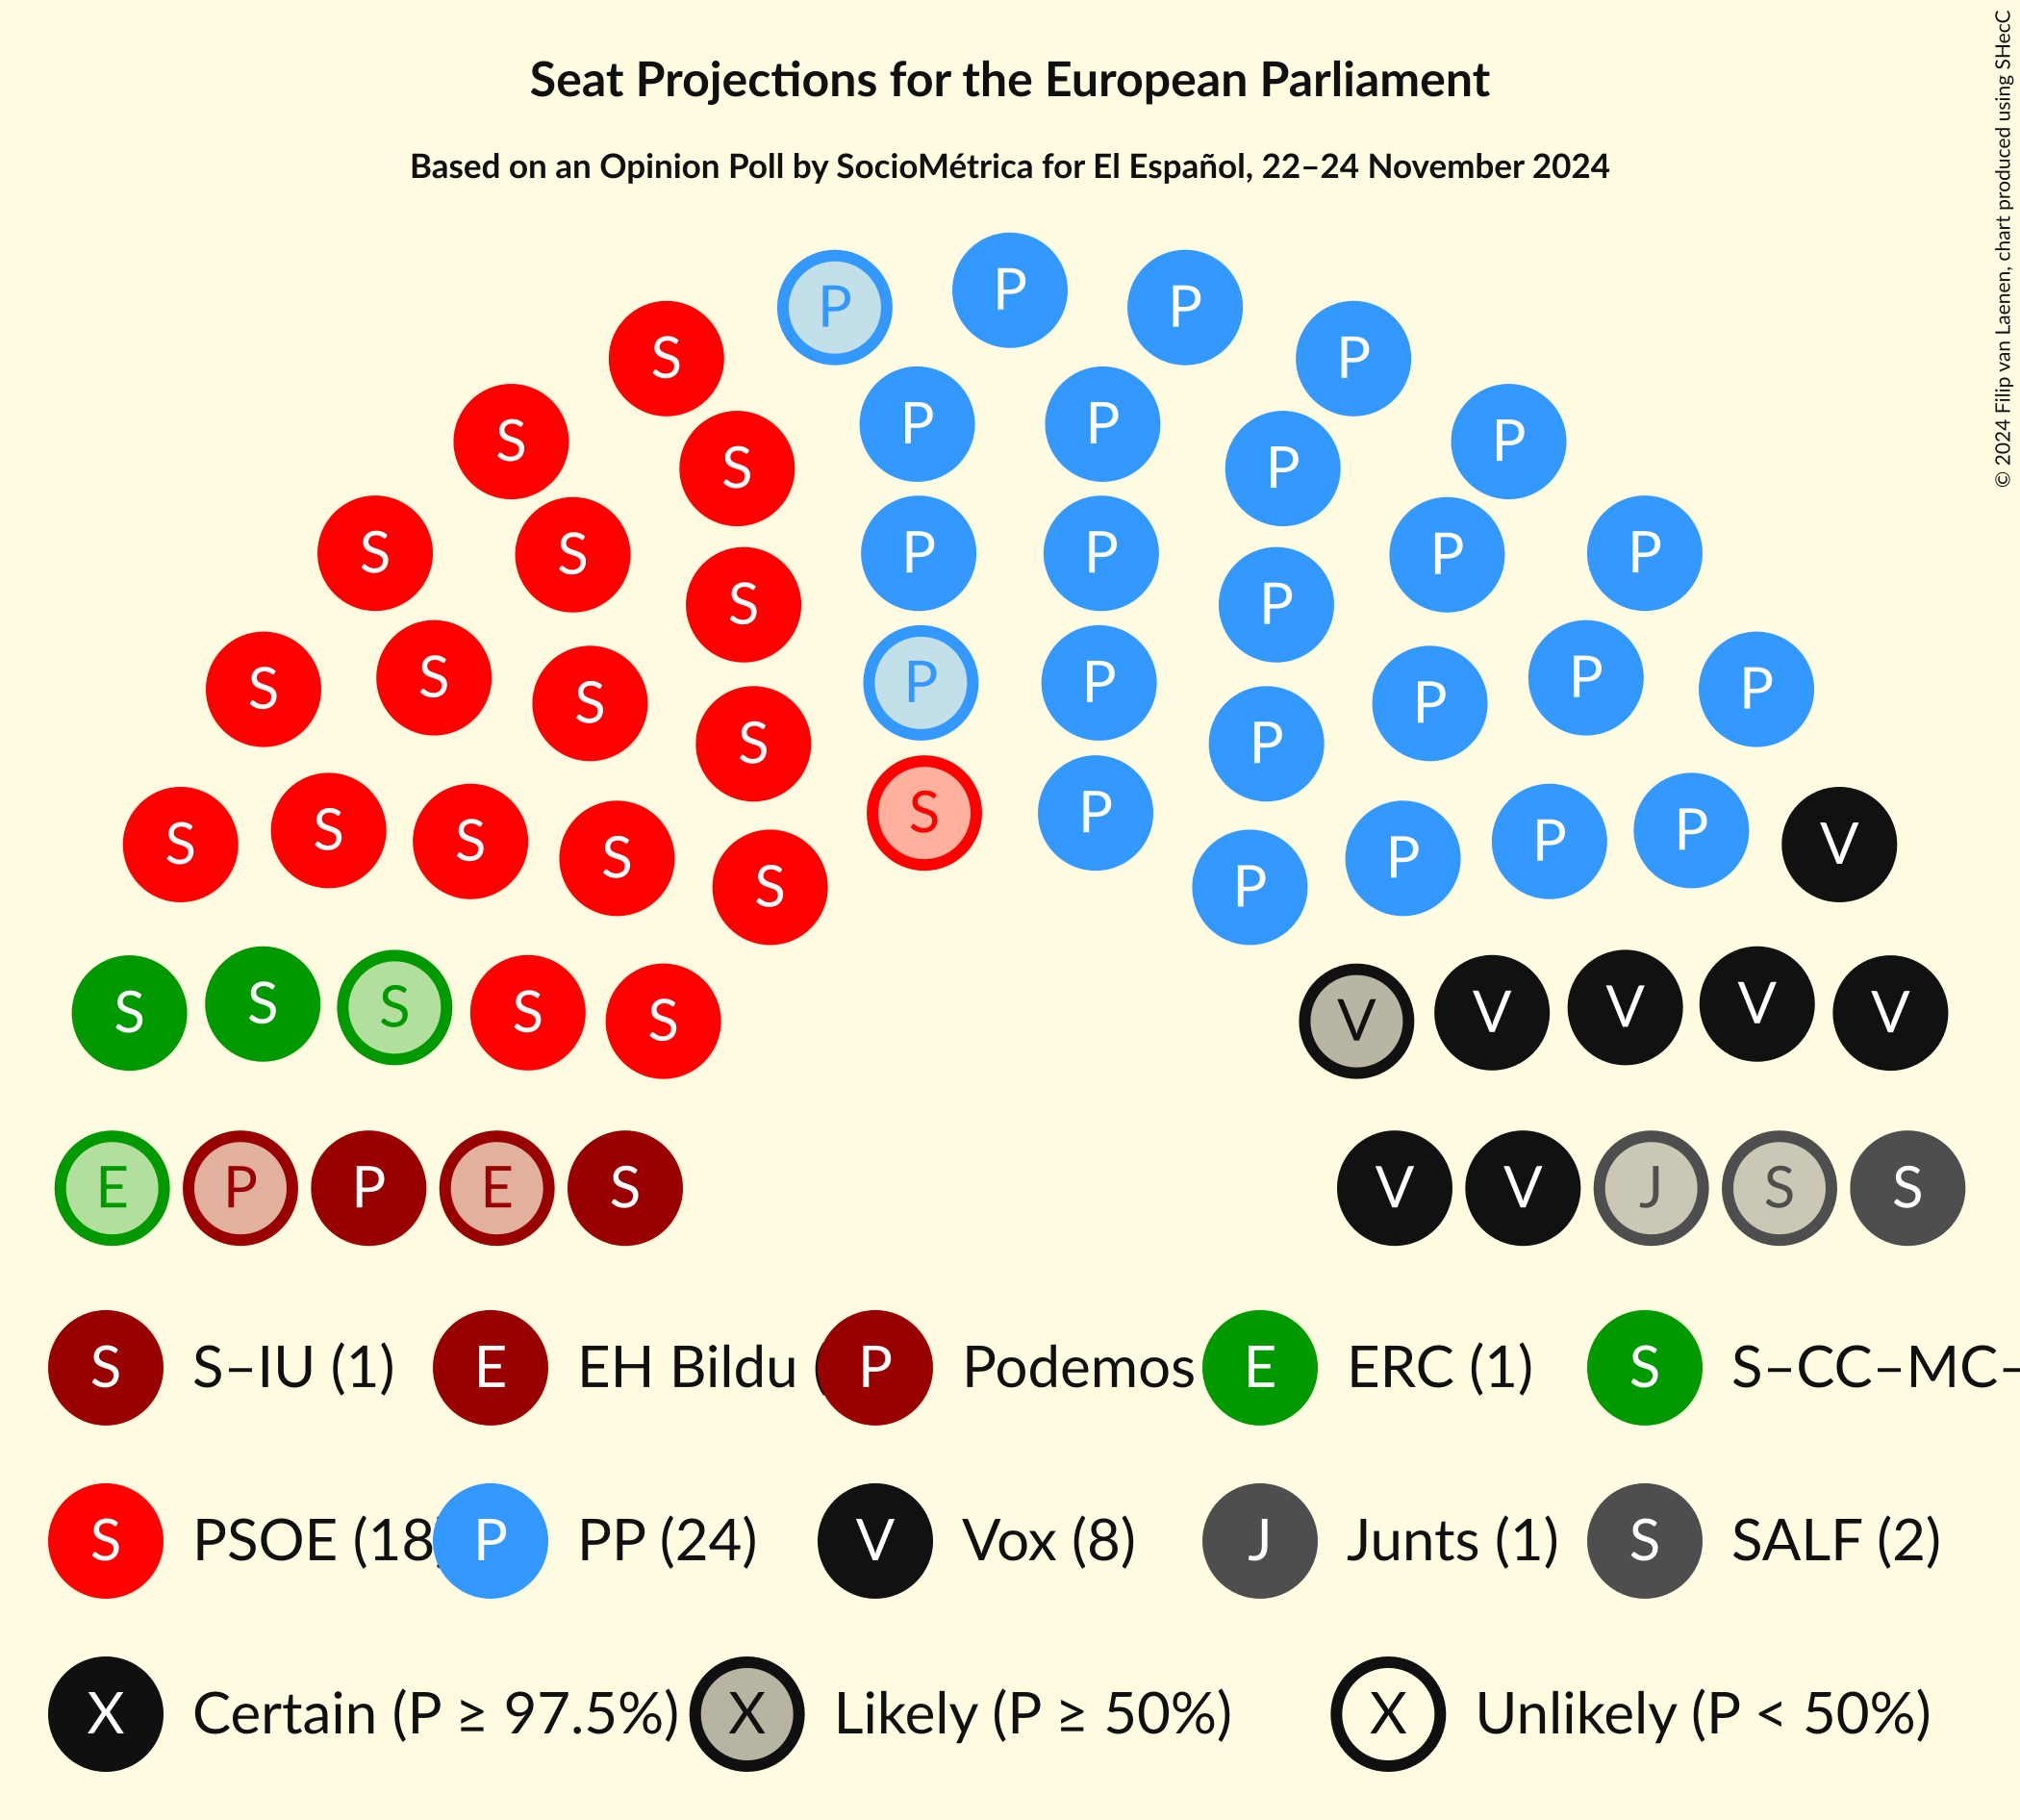 Seat Projections for the European Parliament
Based on an Opinion Poll by SocioMétrica for El Español, 22–24 November 2024
© 2024 Filip van Laenen, chart produced using SHecC
P P P
S P
S P P P
S P P
S S P P
S P P
S S P
S P P
S S P P
S P P
S P
S S S S P P P P
S S S S S P P P P V
S S S S S V V V V V
E P P E S V V J S S
S S–IU (1) E EH Bildu ( P Podemos E ERC (1) S S–CC–MC–
S PSOE (18) P PP (24) V Vox (8) J Junts (1) S SALF (2)
X Certain (P ≥ 97.5%) X Likely (P ≥ 50%) X Unlikely (P < 50%)